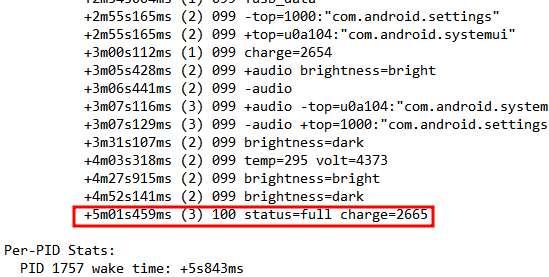 +2m55s165ms (2) 099 -top=1000:"com.android.settings"
+2m55s165ms (2) 099 +top=u0a104:"com.android.systemui"
+3m00s112ms (1) 099 charge=2654
+3m05s428ms (2) 099 +audio brightness=bright
+3m06s441ms (2) 099 -audio
+3m07s116ms (3) 099 +audio -top=u0a104:"com.android.system
+3m07s129ms (3) 099 -audio +top=1000:"com.android.settings
+3m31s107ms (2) 099 brightness=dark
+4m03s318ms (2) 099 temp=295 volt=4373
+4m27s915ms (2) 099 brightness=bright
+4m52s141ms (2) 099 brightness=dark
+5m01s459ms (3) 100 status=full charge=2665
Per-PID Stats:
PID 1757 wake time: +5s843ms